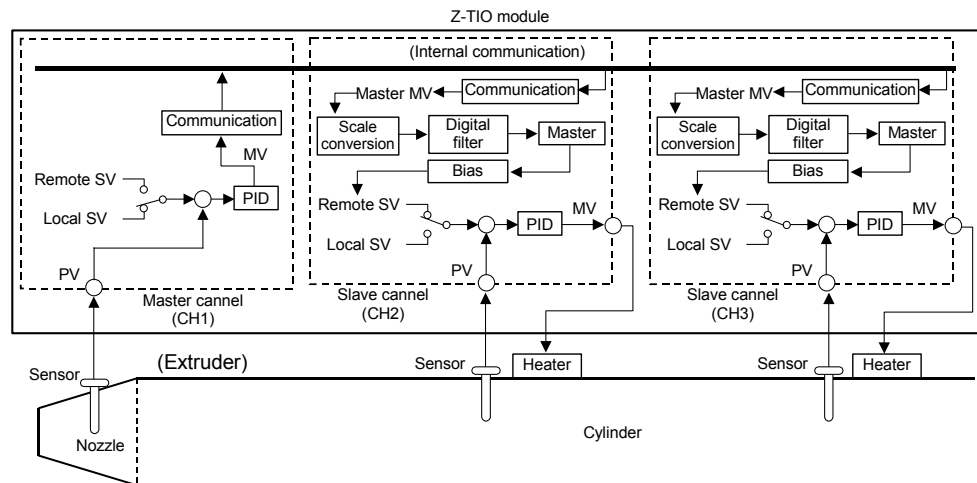 Z-TIO module
(Internal communication)
Communication
MV
Remote SV
Local SV
PID
PV
Master cannel
(CH1)
Master MV
Communication
Scale
conversion
Digital
filter
Master
Bias
Remote SV
Local SV
PID
MV
PV
Slave cannel
(CH2)
Master MV
Communication
Scale
conversion
Digital
filter
Master
Bias
Remote SV
Local SV
PID
MV
PV
Slave cannel
(CH3)
(Extruder)
Sensor
Sensor
Heater
Sensor
Heater
Nozzle
Cylinder